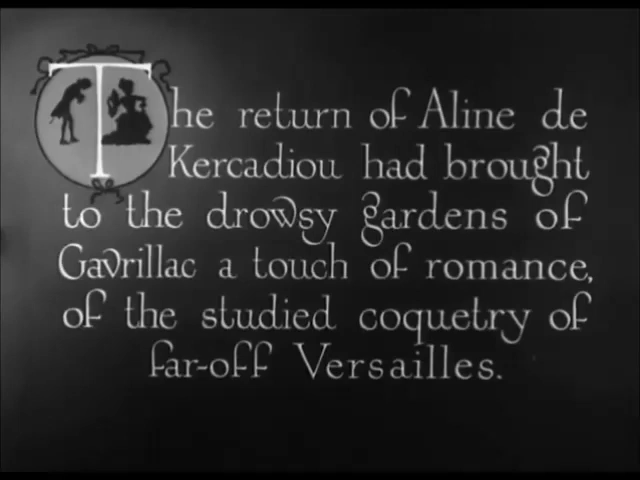 The return of Aline de
Kercadiou had brought
to the drowsy gardens of
Gavrillac a touch of romance,
of the studied coquetry of
far-off Versailles.